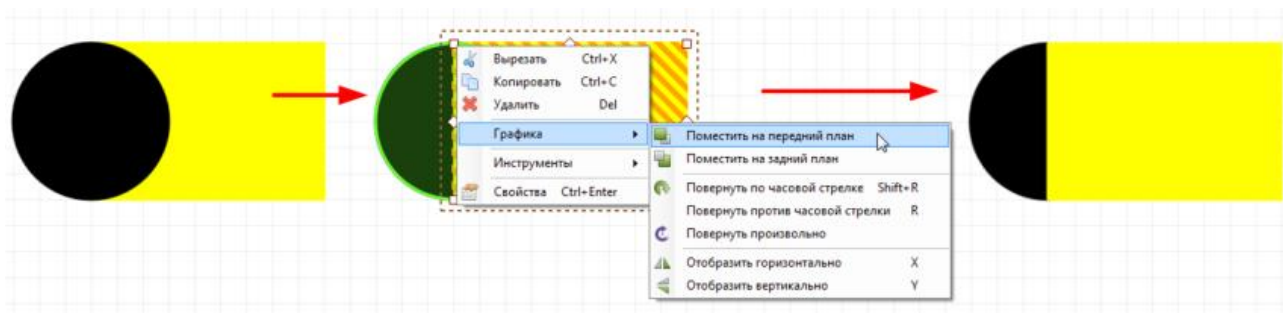 Вырезать Ctrl+X
Копировать Ctrl+C
Удалить Del
Графика
Инструменты
Свойства Ctrl+Enter
Поместить на передний план
Поместить на задний план
Повернуть по часовой стрелке Shift+R
Повернуть против часовой стрелки R
Повернуть произвольно
Отобразить горизонтально X
Отобразить вертикально Y